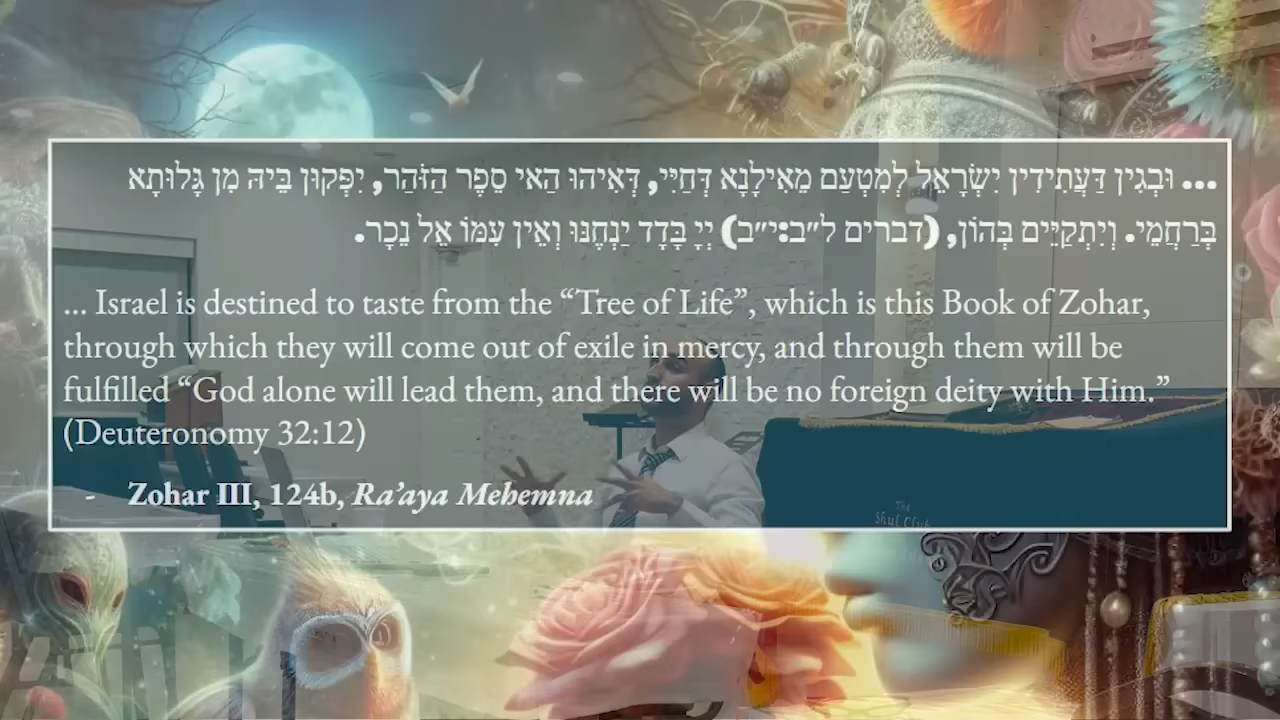 ... וּבְגִין דַּעֲתִידִין יִשְׂרָאֵל לְמִטְעַם מֵאִילָנָא דְּחַיֵּי, דְּאִיהוּ הַאי סֵפֶר הַזֹּהַר, יִפְקוּן בֵּיהּ מִן גָּלוּתָא
בְּרַחֲמֵי. וְיִתְקַיֵּים בְּהוֹן, (דברים ל״ב:י״ב) יְיָ בָּדָד יַנְחֶנּוּ וְאֵין עִמּוֹ אֵל נֵכָר.
... Israel is destined to taste from the “Tree of Life”, which is this Book of Zohar,
through which they will come out of exile in mercy, and through them will be
fulfilled “God alone will lead them, and there will be no foreign deity with Him.”
(Deuteronomy 32:12)
- Zohar III, 124b, Ra’aya Mehemna
The
Shul Club